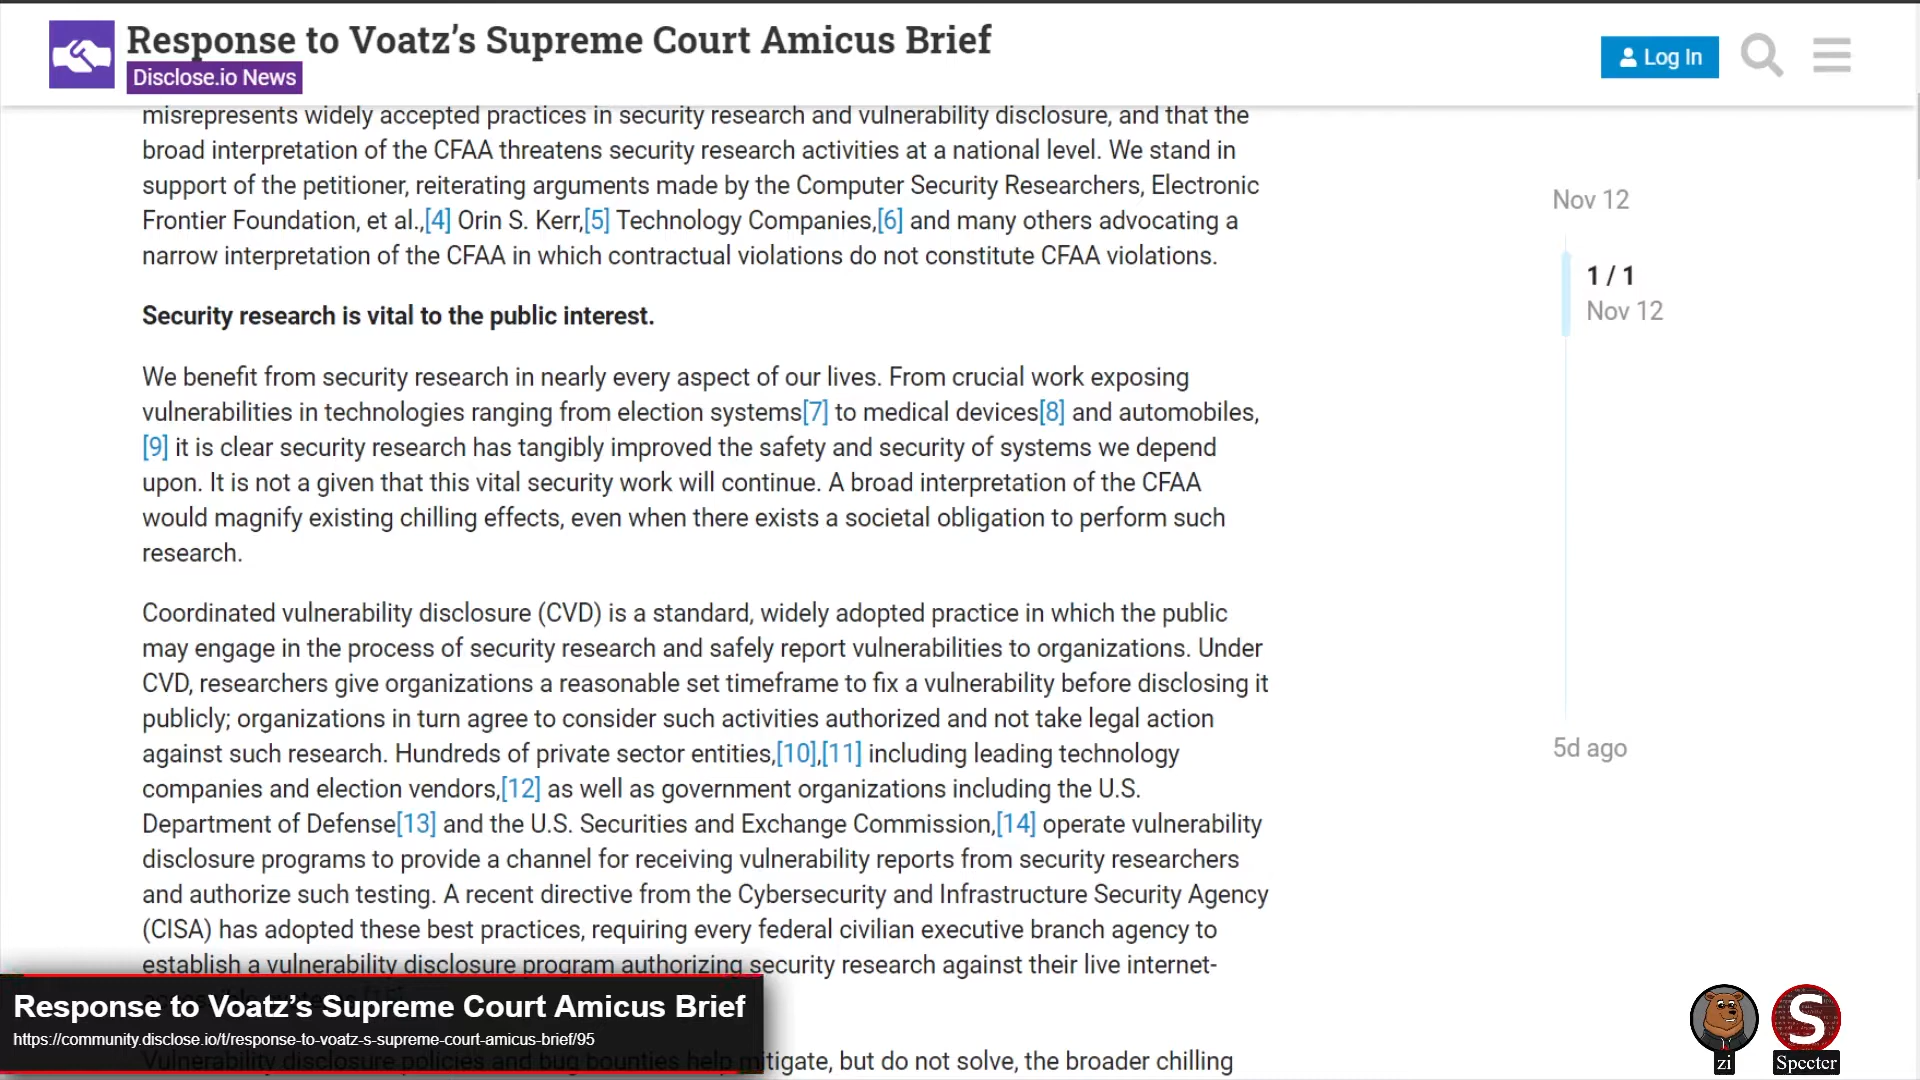 Response to Voatz’s Supreme Court Amicus Brief
Disclose.io News
Log In
misrepresents widely accepted practices in security research and vulnerability disclosure, and that the
broad interpretation of the CFAA threatens security research activities at a national level. We stand in
support of the petitioner, reiterating arguments made by the Computer Security Researchers, Electronic
Frontier Foundation, et al.,[4] Orin S. Kerr,[5] Technology Companies,[6] and many others advocating a
narrow interpretation of the CFAA in which contractual violations do not constitute CFAA violations.
Security research is vital to the public interest.
We benefit from security research in nearly every aspect of our lives. From crucial work exposing
vulnerabilities in technologies ranging from election systems[7] to medical devices[8] and automobiles,
[9] it is clear security research has tangibly improved the safety and security of systems we depend
upon. It is not a given that this vital security work will continue. A broad interpretation of the CFAA
would magnify existing chilling effects, even when there exists a societal obligation to perform such
research.
Coordinated vulnerability disclosure (CVD) is a standard, widely adopted practice in which the public
may engage in the process of security research and safely report vulnerabilities to organizations. Under
CVD, researchers give organizations a reasonable set timeframe to fix a vulnerability before disclosing it
publicly; organizations in turn agree to consider such activities authorized and not take legal action
against such research. Hundreds of private sector entities,[10],[11] including leading technology
companies and election vendors,[12] as well as government organizations including the U.S.
Department of Defense[13] and the U.S. Securities and Exchange Commission,[14] operate vulnerability
disclosure programs to provide a channel for receiving vulnerability reports from security researchers
and authorize such testing. A recent directive from the Cybersecurity and Infrastructure Security Agency
(CISA) has adopted these best practices, requiring every federal civilian executive branch agency to
establish a vulnerability disclosure program authorizing security research against their live internet-
Vulnerability disclosure policies and bug bounties help mitigate, but do not solve, the broader chilling
Nov 12
1 / 1
Nov 12
5d ago
Response to Voatz’s Supreme Court Amicus Brief
https://community.disclose.io/t/response-to-voatz-s-supreme-court-amicus-brief/95
zi
S
Specter